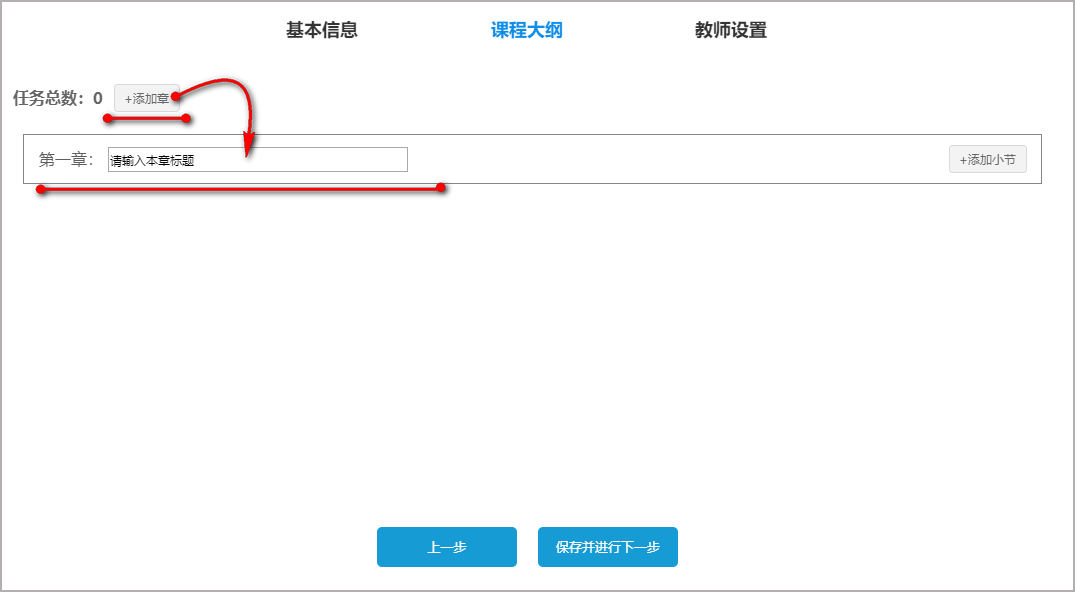 基本信息 课程大纲 教师设置
任务总数：0 +添加章
第一章： 请输入本章标题 +添加小节
上一步 保存并进行下一步